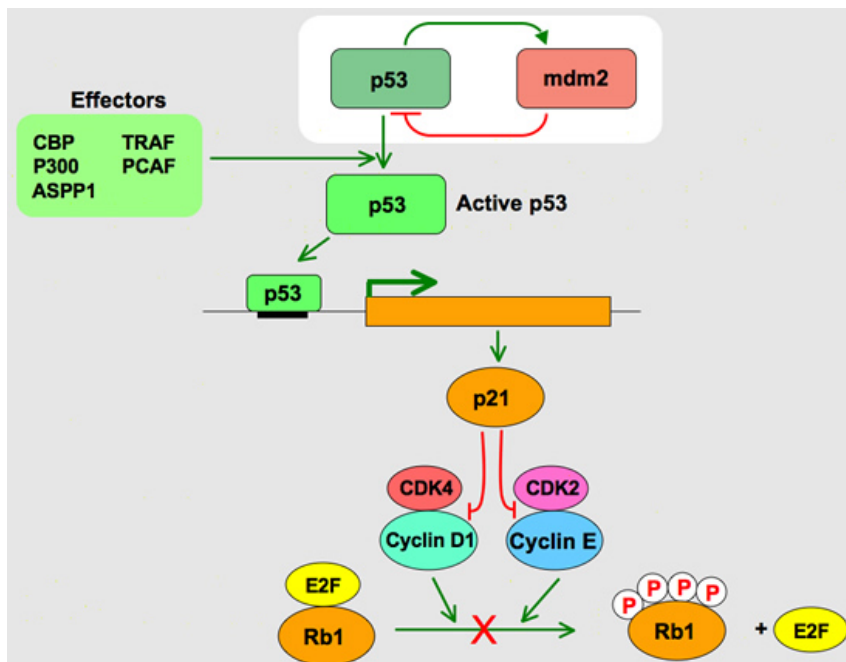 p53
mdm2
Effectors
CBP TRAF
P300 PCAF
ASPP1
p53
Active p53
p53
p21
CDK4
CDK2
Cyclin D1
Cyclin E
E2F
Rb1
X
P P P P
Rb1
+
E2F